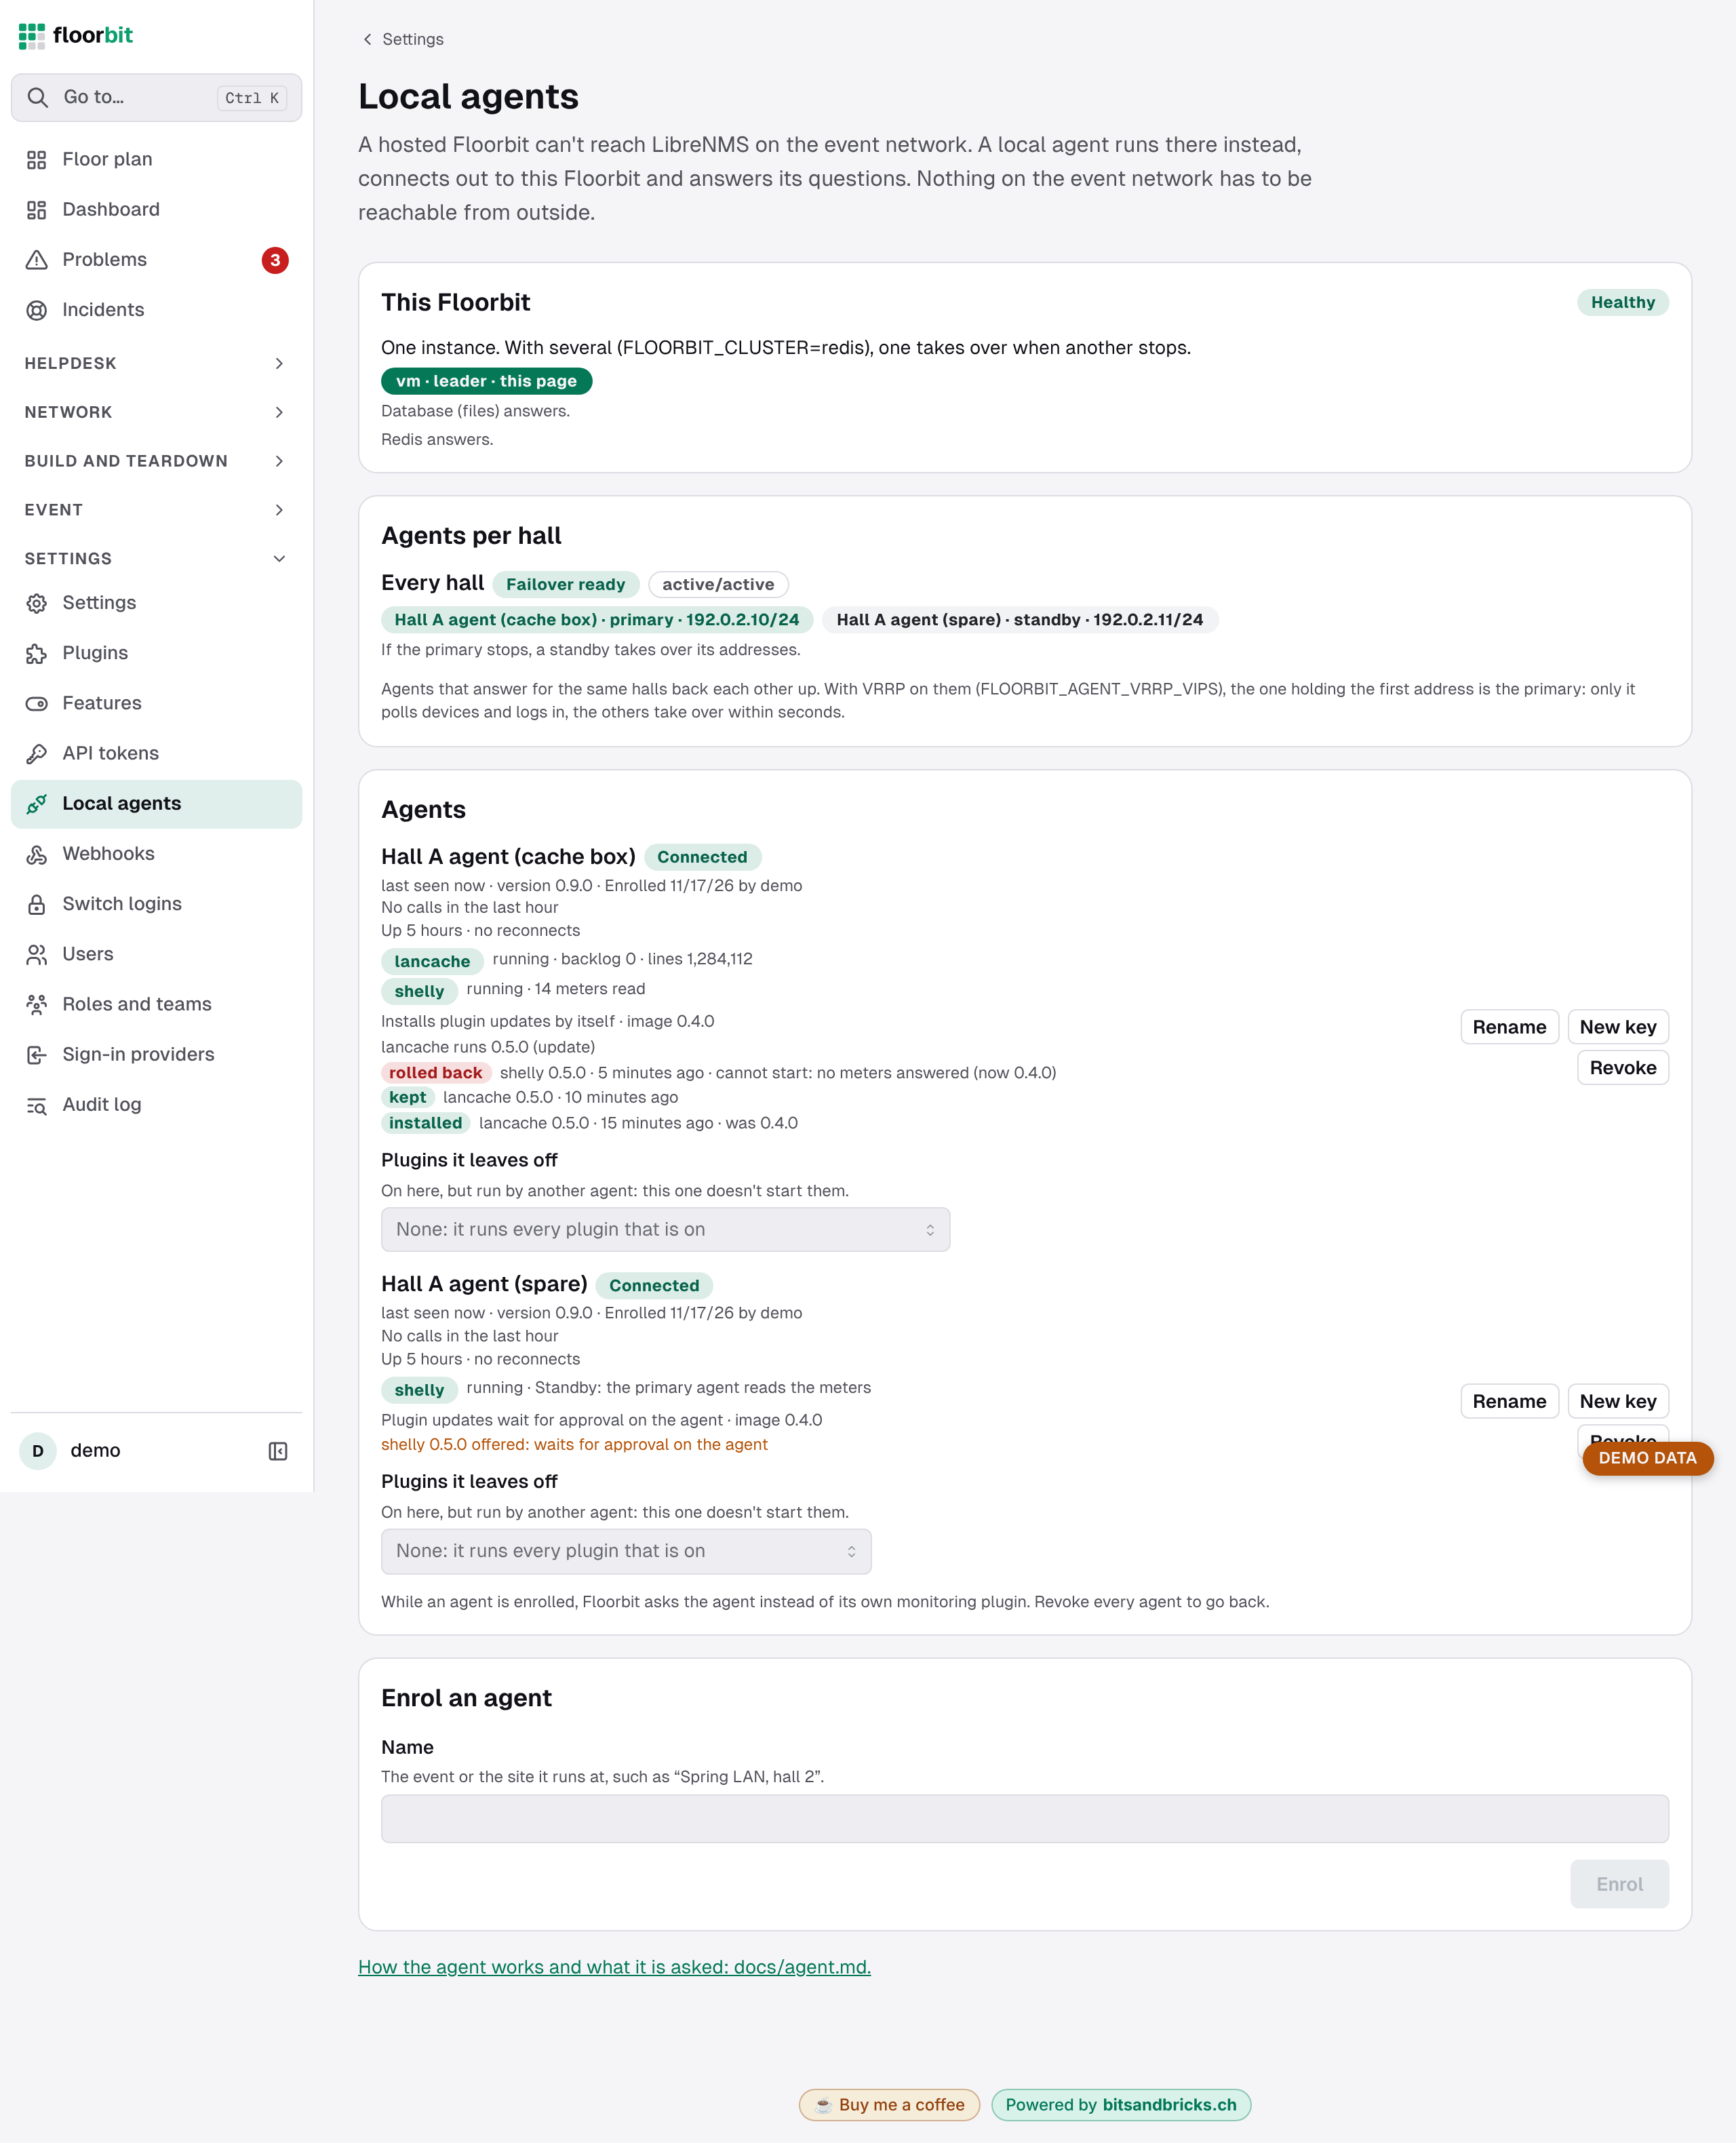 floorbit
Go to...
Ctrl K
Floor plan
Dashboard
Problems
3
Incidents
HELPDESK
NETWORK
BUILD AND TEARDOWN
EVENT
SETTINGS
Settings
Plugins
Features
API tokens
Local agents
Webhooks
Switch logins
Users
Roles and teams
Sign-in providers
Audit log
D
demo
Settings
Local agents
A hosted Floorbit can't reach LibreNMS on the event network. A local agent runs there instead,
connects out to this Floorbit and answers its questions. Nothing on the event network has to be
reachable from outside.
This Floorbit
Healthy
One instance. With several (FLOORBIT_CLUSTER=redis), one takes over when another stops.
vm · leader · this page
Database (files) answers.
Redis answers.
Agents per hall
Every hall
Failover ready
active/active
Hall A agent (cache box) · primary · 192.0.2.10/24
Hall A agent (spare) · standby · 192.0.2.11/24
If the primary stops, a standby takes over its addresses.
Agents that answer for the same halls back each other up. With VRRP on them (FLOORBIT_AGENT_VRRP_VIPS), the one holding the first address is the primary: only it
polls devices and logs in, the others take over within seconds.
Agents
Hall A agent (cache box)
Connected
last seen now · version 0.9.0 · Enrolled 11/17/26 by demo
No calls in the last hour
Up 5 hours · no reconnects
lancache
running · backlog 0 · lines 1,284,112
shelly
running · 14 meters read
Installs plugin updates by itself · image 0.4.0
lancache runs 0.5.0 (update)
rolled back
shelly 0.5.0 · 5 minutes ago · cannot start: no meters answered (now 0.4.0)
kept
lancache 0.5.0 · 10 minutes ago
installed
lancache 0.5.0 · 15 minutes ago · was 0.4.0
Rename
New key
Revoke
Plugins it leaves off
On here, but run by another agent: this one doesn't start them.
None: it runs every plugin that is on
Hall A agent (spare)
Connected
last seen now · version 0.9.0 · Enrolled 11/17/26 by demo
No calls in the last hour
Up 5 hours · no reconnects
shelly
running · Standby: the primary agent reads the meters
Plugin updates wait for approval on the agent · image 0.4.0
shelly 0.5.0 offered: waits for approval on the agent
Rename
New key
Revoke
DEMO DATA
Plugins it leaves off
On here, but run by another agent: this one doesn't start them.
None: it runs every plugin that is on
While an agent is enrolled, Floorbit asks the agent instead of its own monitoring plugin. Revoke every agent to go back.
Enrol an agent
Name
The event or the site it runs at, such as “Spring LAN, hall 2”.
Enrol
How the agent works and what it is asked: docs/agent.md.
Buy me a coffee
Powered by bitsandbricks.ch